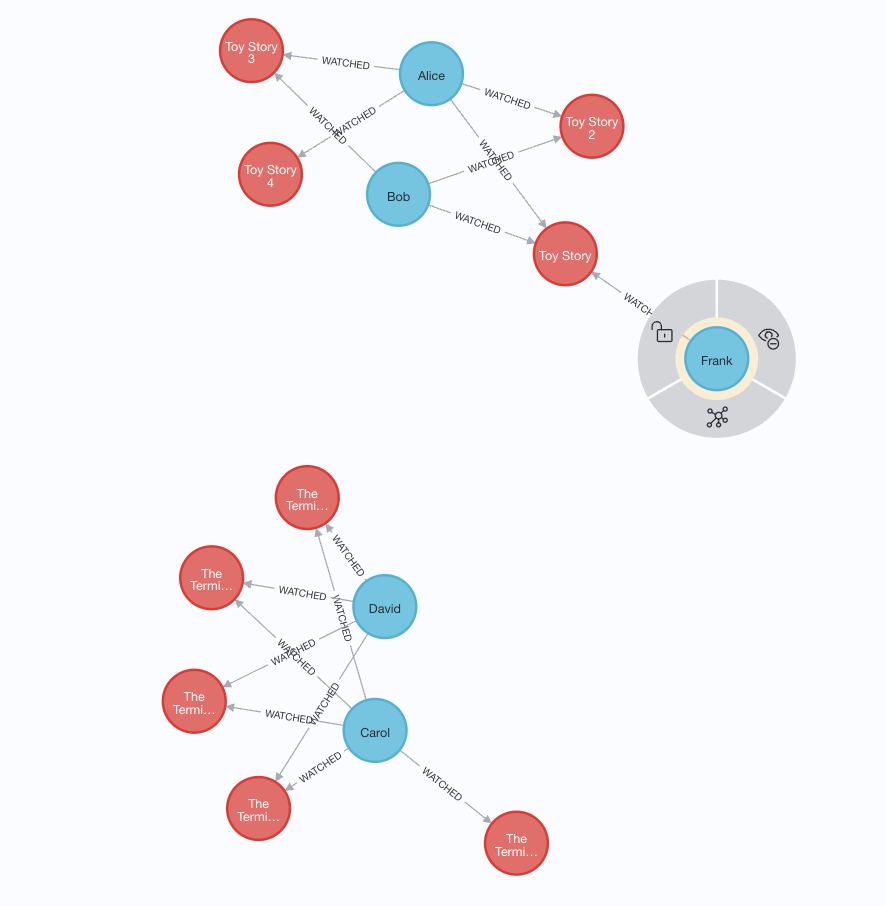 Toy Story
3
WATCHED
Alice
WATCHED
WATCHED
WATCHED
Toy Story
2
WATCHED
WATCHED
Toy Story
4
Bob
WATCHED
WATCHED
Toy Story
WATCH
Frank
The
Termi…
WATCHED
The
Termi…
WATCHED
David
WATCHED
WATCHED
WATCHED
The
Termi…
WATCHED
WATCHED
Carol
WATCHED
WATCHED
The
Termi…
The
Termi…